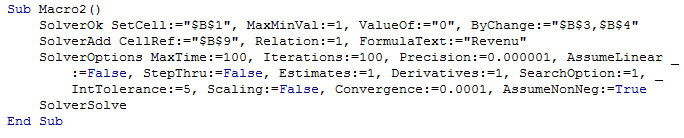 Sub Macro2()
SolverOk SetCell:="$B$1", MaxMinVal:=1, ValueOf:="0", ByChange:="$B$3,$B$4"
SolverAdd CellRef:="$B$9", Relation:=1, FormulaText:="Revenu"
SolverOptions MaxTime:=100, Iterations:=100, Precision:=0.000001, AssumeLinear _
:=False, StepThru:=False, Estimates:=1, Derivatives:=1, SearchOption:=1, _
IntTolerance:=5, Scaling:=False, Convergence:=0.0001, AssumeNonNeg:=True
SolverSolve
End Sub